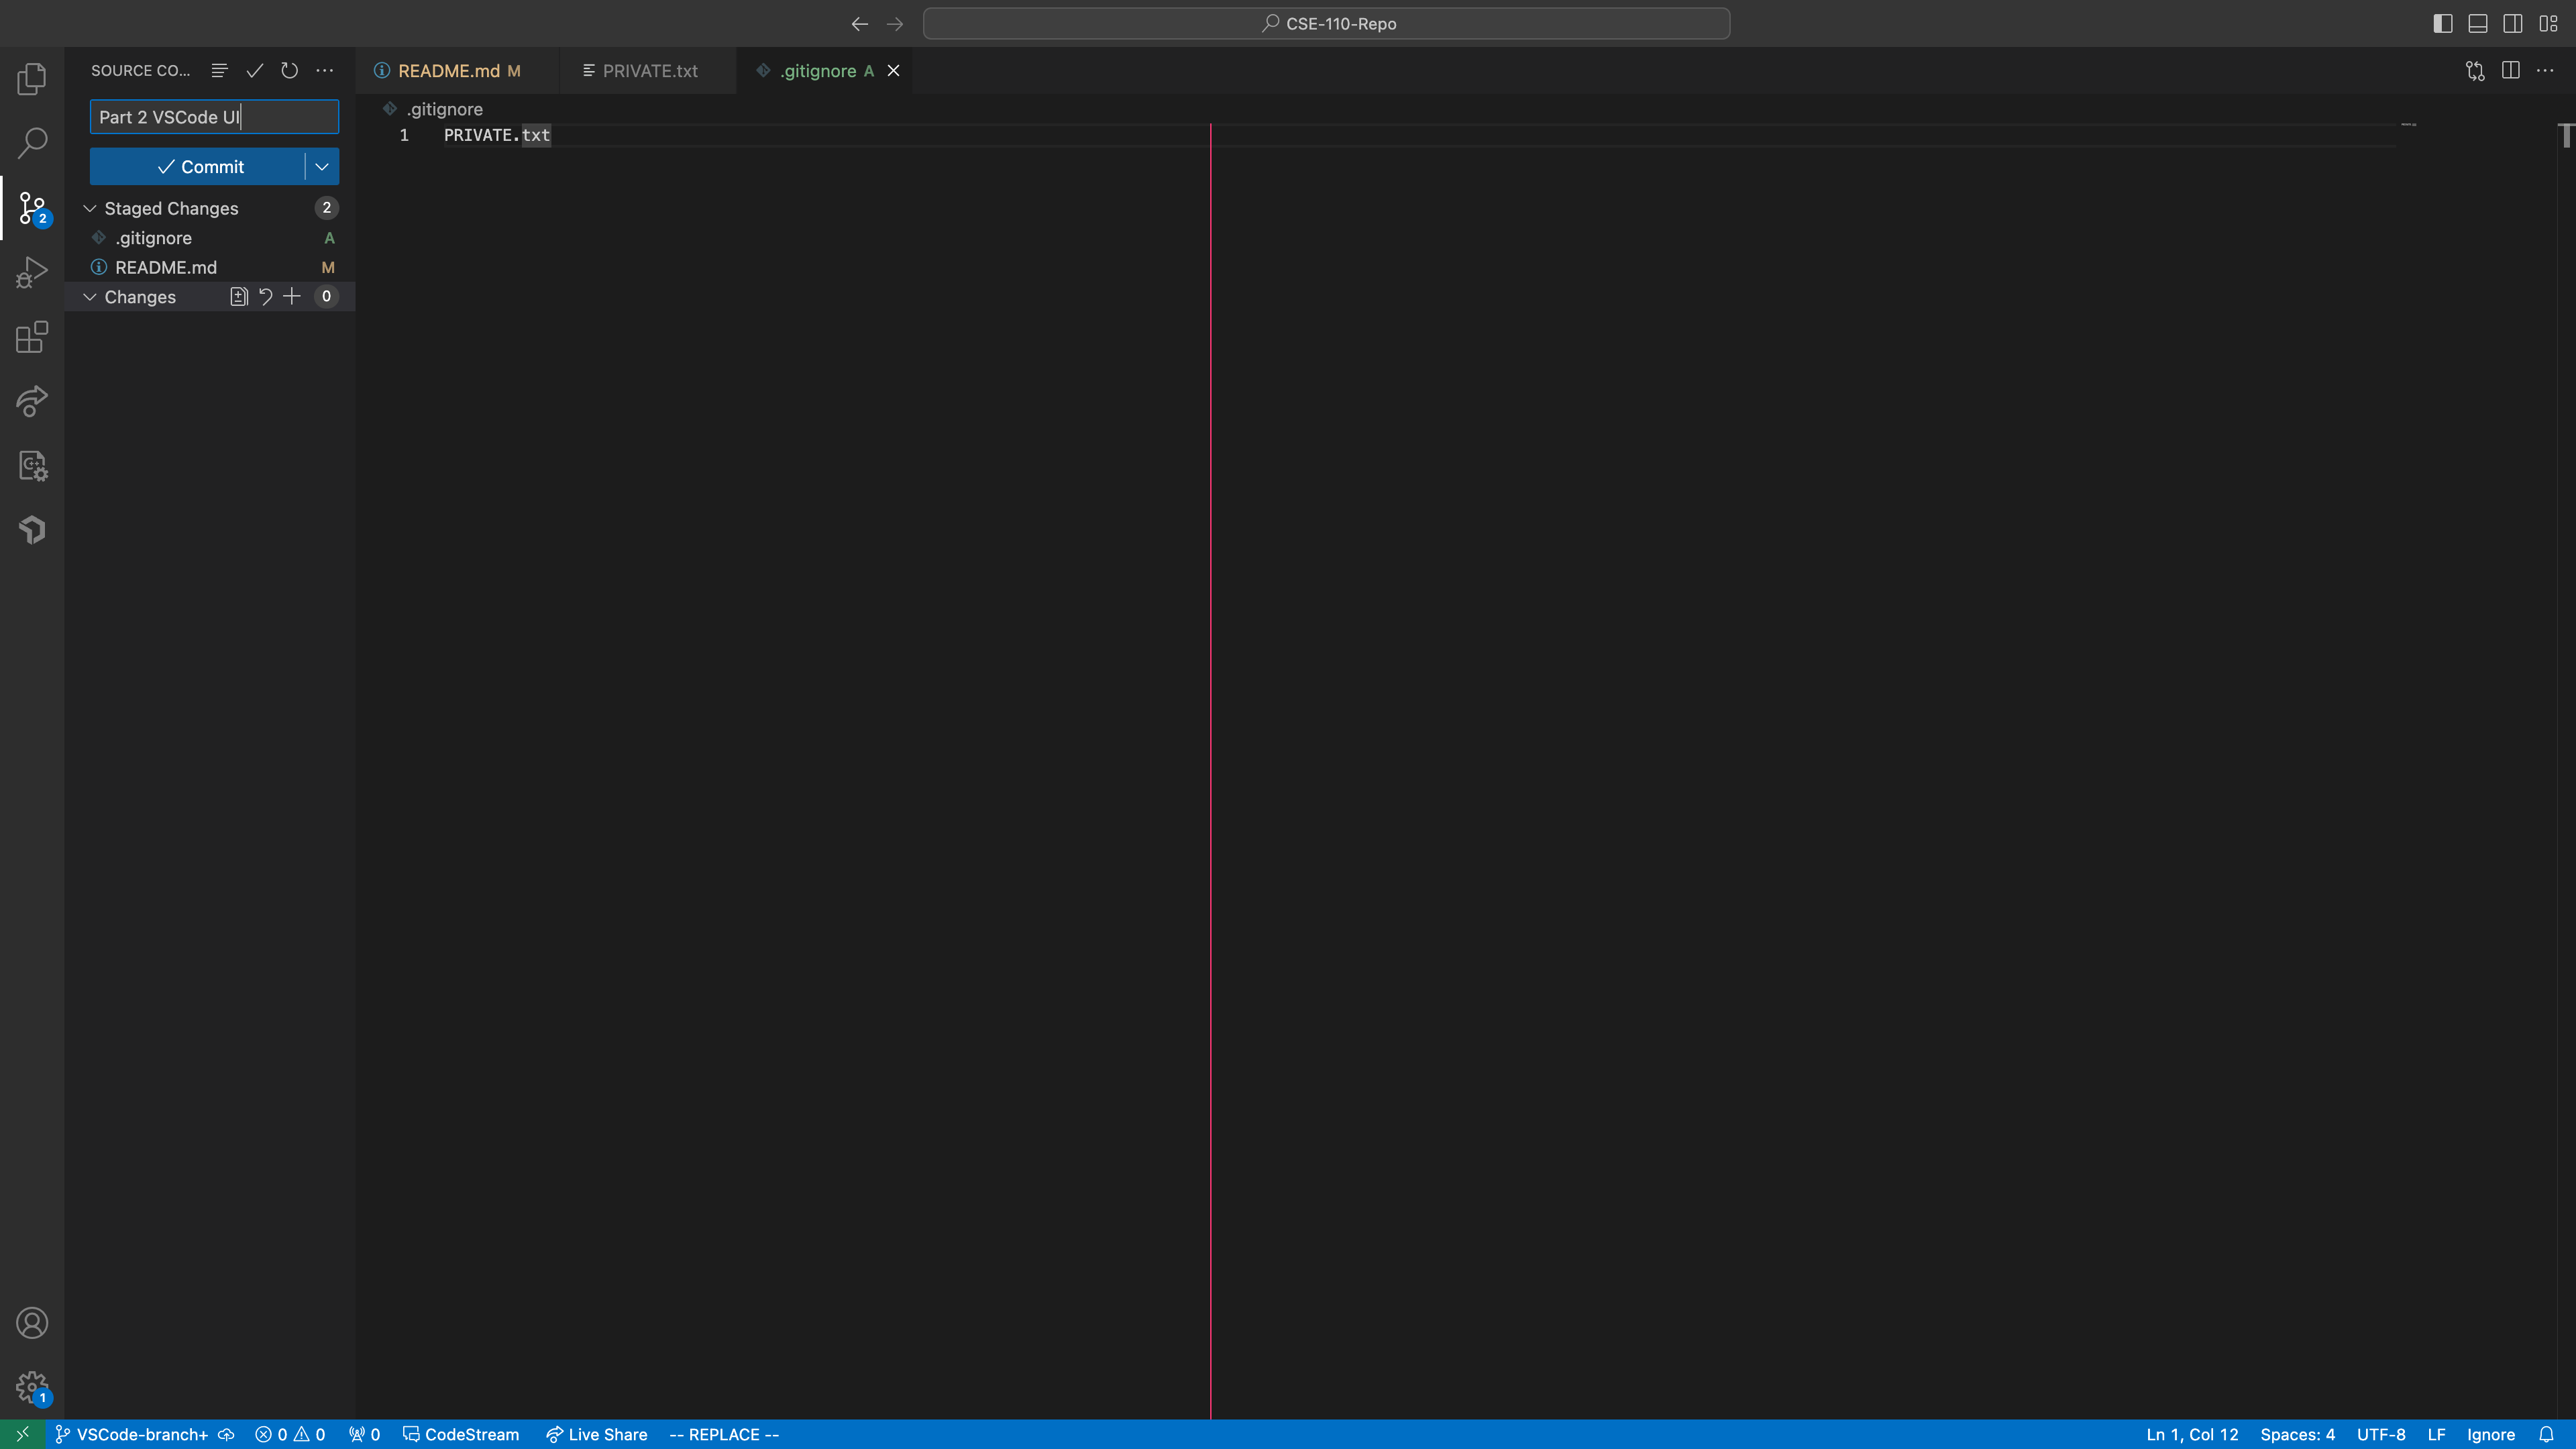 CSE-110-Repo
SOURCE CO...
README.md M
PRIVATE.txt
.gitignore A
Part 2 VSCode UI
.gitignore
1 PRIVATE.txt
Commit
Staged Changes 2
.gitignore A
README.md M
Changes 0
2
1
VSCode-branch+ 0 0 0 CodeStream Live Share -- REPLACE -- Ln 1, Col 12 Spaces: 4 UTF-8 LF Ignore